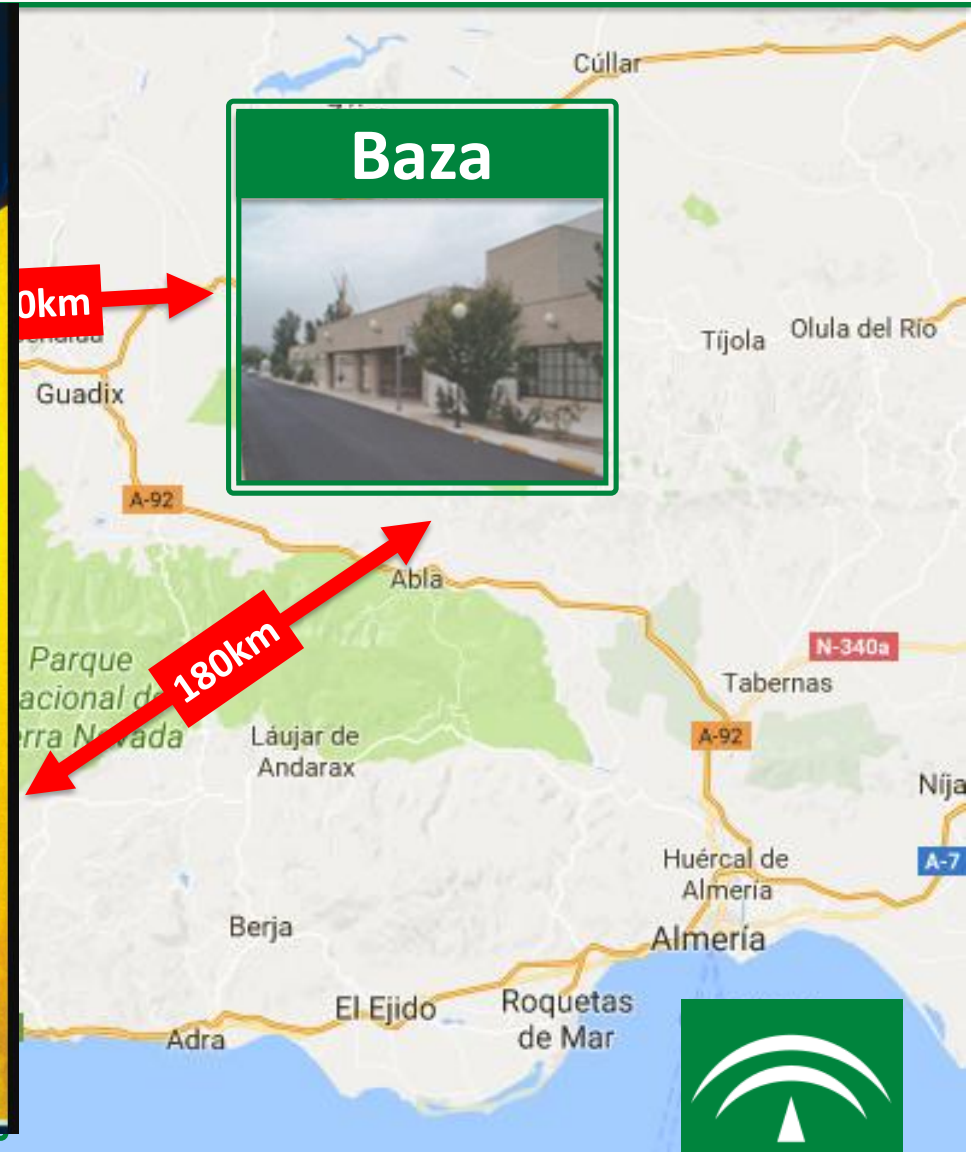 Cúllar
Baza
0km
Tíjola
Olula del Río
Guadix
A-92
Abla
180km
N-340a
Parque
acional de
erra Nevada
Tabernas
A-92
Láujar de
Andarax
Níja
Huércal de
Almería
A-7
Berja
Almería
El Ejido
Roquetas
de Mar
Adra